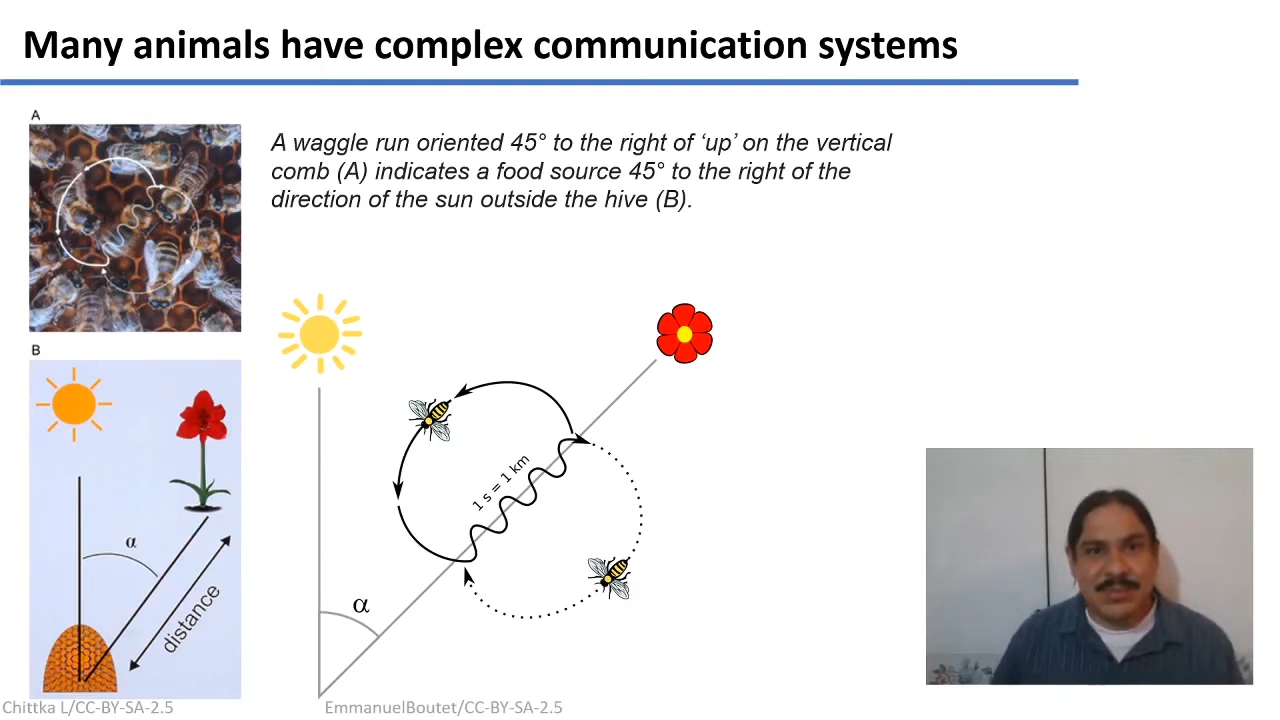 Many animals have complex communication systems
A
A waggle run oriented 45° to the right of ‘up’ on the vertical
comb (A) indicates a food source 45° to the right of the
direction of the sun outside the hive (B).
B
α
distance
1 s = 1 km
α
Chittka L/CC-BY-SA-2.5
EmmanuelBoutet/CC-BY-SA-2.5